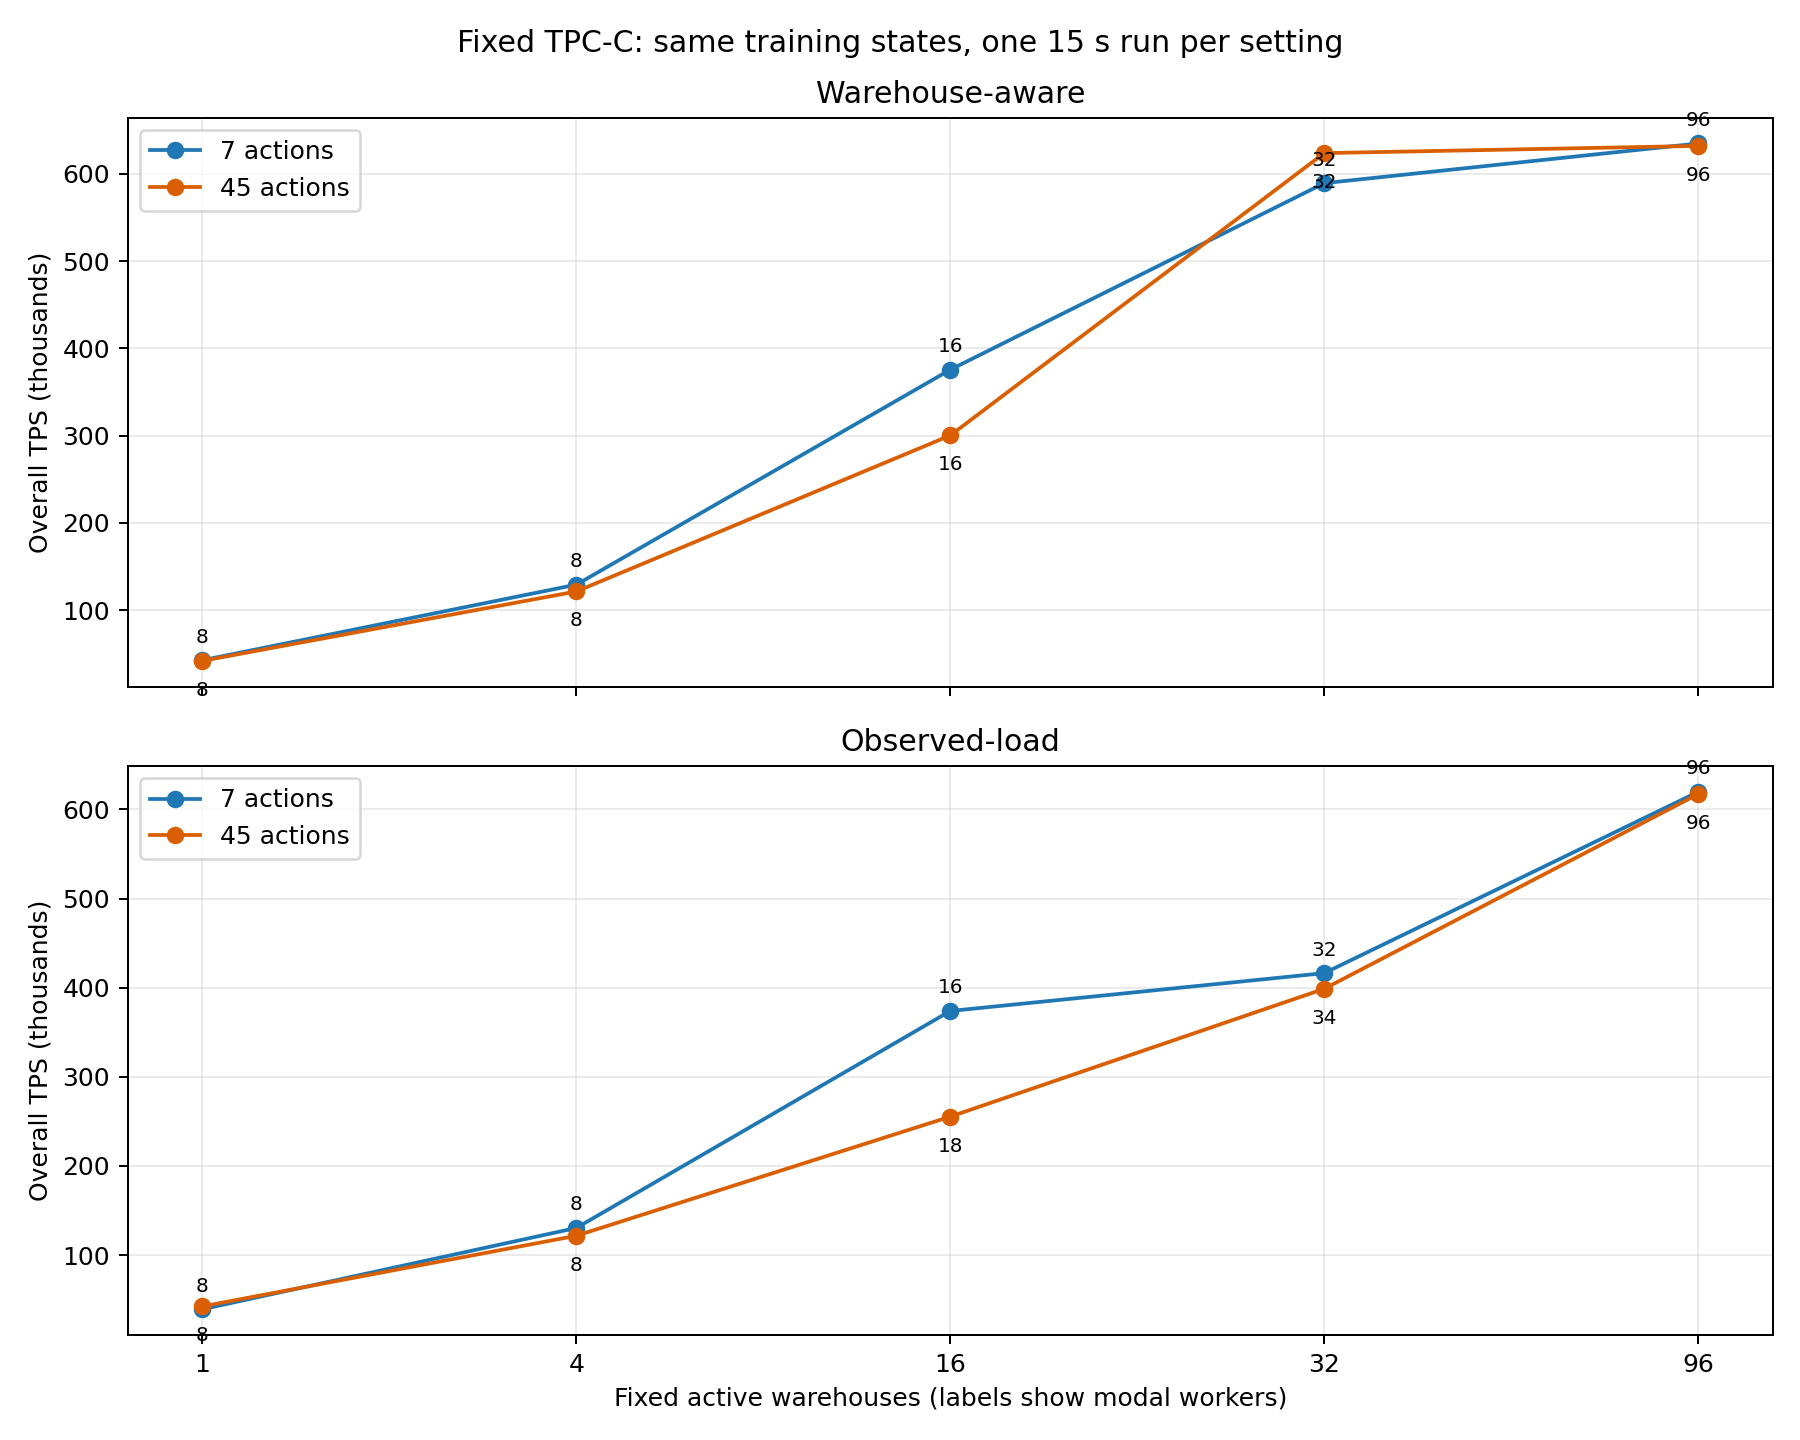 Fixed TPC-C: same training states, one 15 s run per setting
Warehouse-aware
7 actions
45 actions
Overall TPS (thousands)
600
500
400
300
200
100
8
8
8
8
16
16
32
32
96
96
Observed-load
7 actions
45 actions
Overall TPS (thousands)
600
500
400
300
200
100
8
8
8
8
16
18
32
34
96
96
1 4 16 32 96
Fixed active warehouses (labels show modal workers)